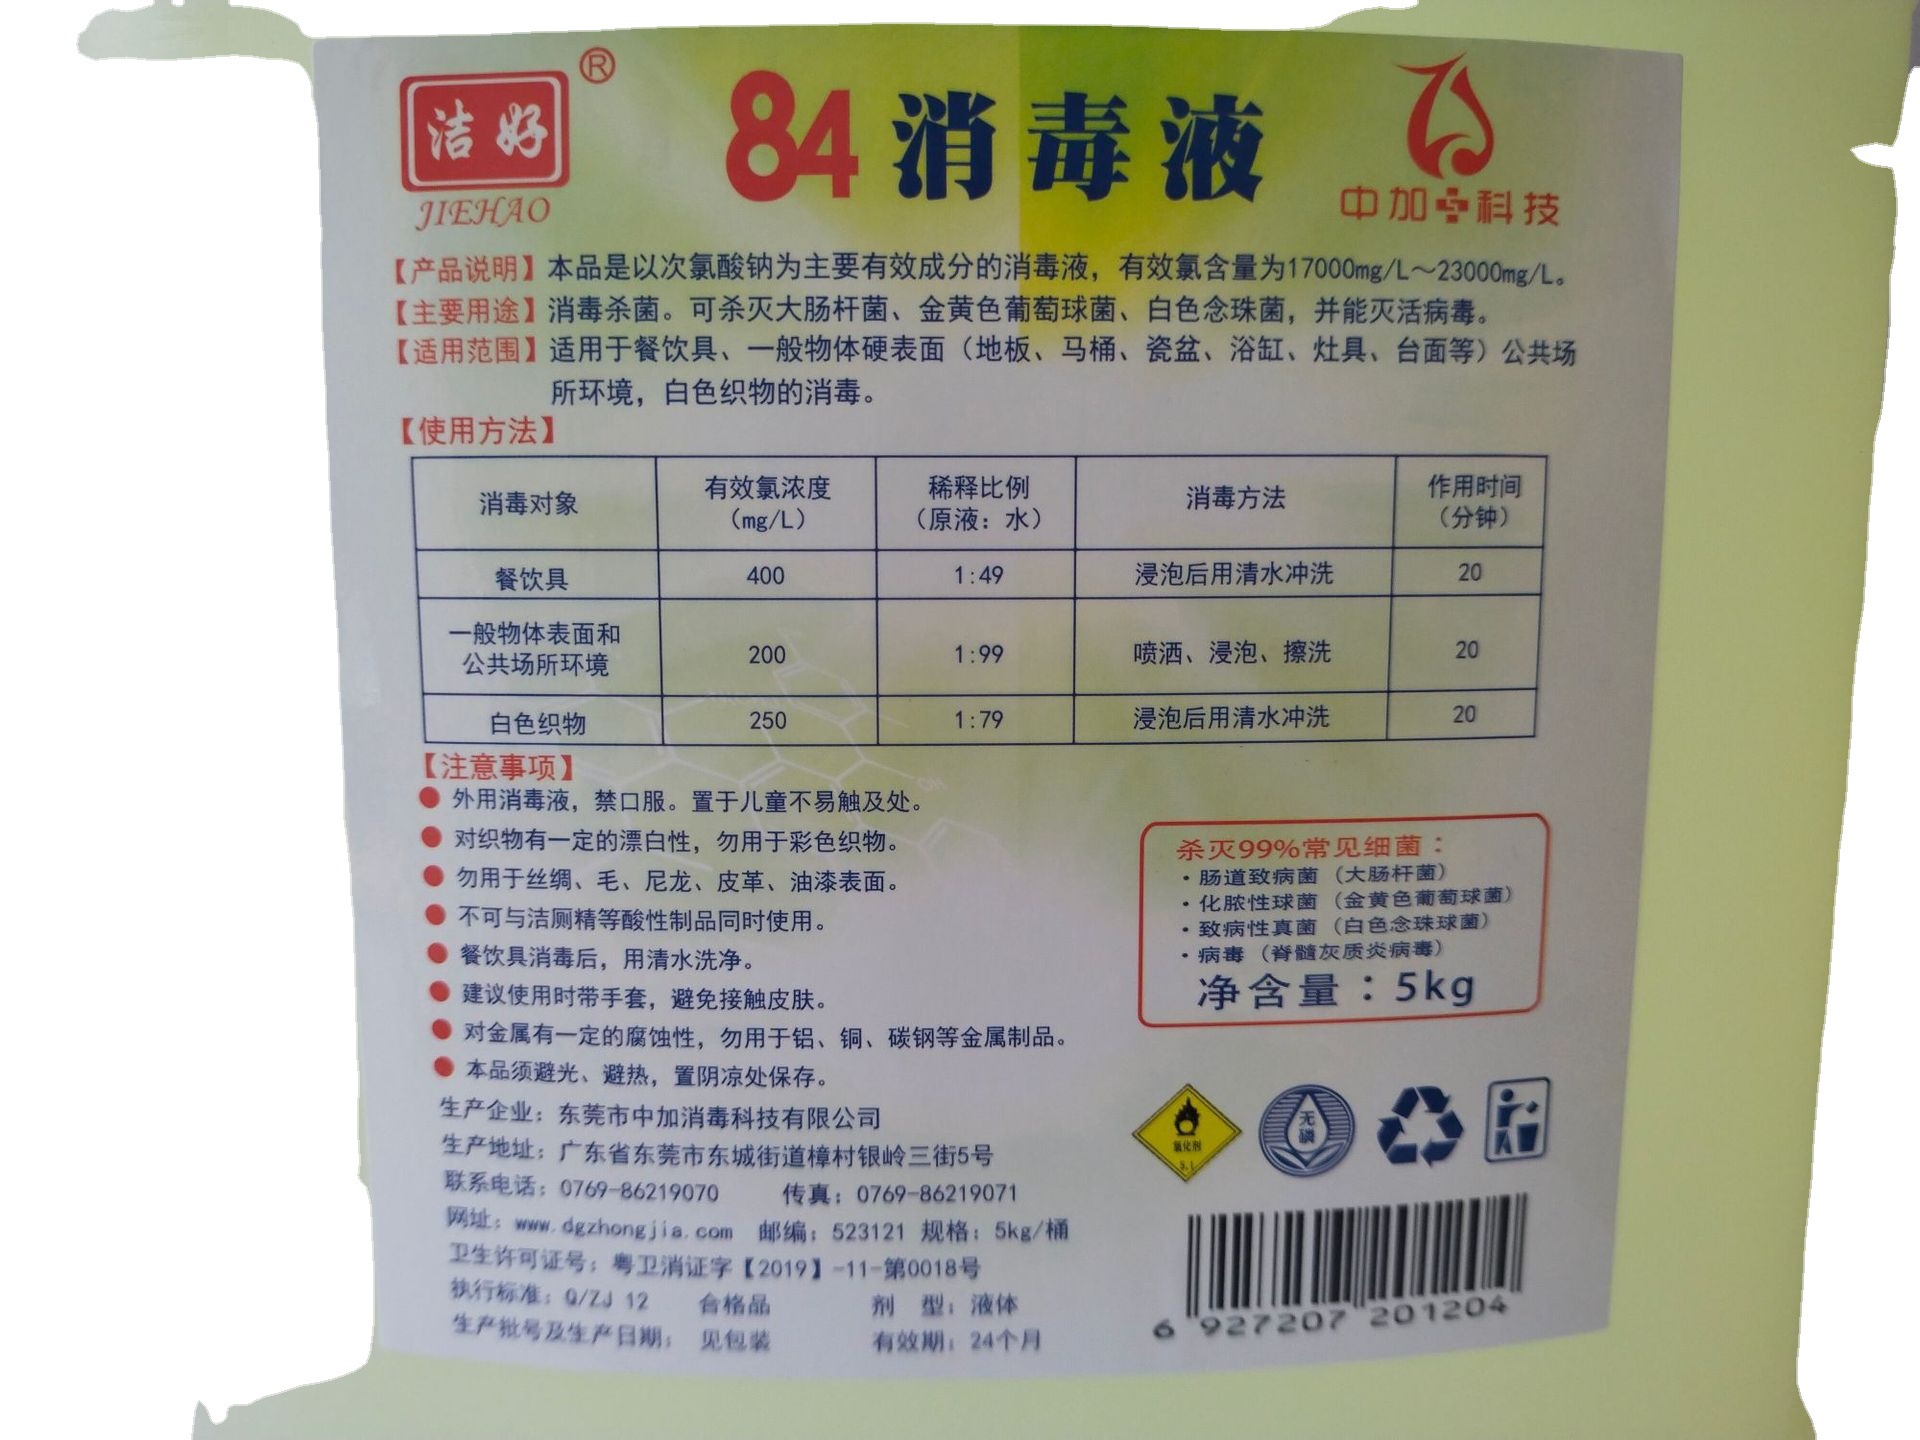 洁好®
JIEHAO
84消毒液
中加科技
【产品说明】本品是以次氯酸钠为主要有效成分的消毒液，有效氯含量为17000mg/L～23000mg/L。
【主要用途】消毒杀菌。可杀灭大肠杆菌、金黄色葡萄球菌、白色念珠菌，并能灭活病毒。
【适用范围】适用于餐饮具、一般物体硬表面（地板、马桶、瓷盆、浴缸、灶具、台面等）公共场
所环境，白色织物的消毒。
【使用方法】
消毒对象 有效氯浓度（mg/L） 稀释比例（原液：水） 消毒方法 作用时间（分钟）
餐饮具 400 1:49 浸泡后用清水冲洗 20
一般物体表面和公共场所环境 200 1:99 喷洒、浸泡、擦洗 20
白色织物 250 1:79 浸泡后用清水冲洗 20
【注意事项】
● 外用消毒液，禁口服。置于儿童不易触及处。
● 对织物有一定的漂白性，勿用于彩色织物。
● 勿用于丝绸、毛、尼龙、皮革、油漆表面。
● 不可与洁厕精等酸性制品同时使用。
● 餐饮具消毒后，用清水洗净。
● 建议使用时带手套，避免接触皮肤。
● 对金属有一定的腐蚀性，勿用于铝、铜、碳钢等金属制品。
● 本品须避光、避热，置阴凉处保存。
杀灭99%常见细菌：
·肠道致病菌（大肠杆菌）
·化脓性球菌（金黄色葡萄球菌）
·致病性真菌（白色念珠球菌）
·病毒（脊髓灰质炎病毒）
净含量：5kg
生产企业：东莞市中加消毒科技有限公司
生产地址：广东省东莞市东城街道樟村银岭三街5号
联系电话：0769-86219070 传真：0769-86219071
网址：www.dgzhongjia.com 邮编：523121 规格：5kg/桶
卫生许可证号：粤卫消证字【2019】-11-第0018号
执行标准：Q/ZJ 12 合格品 剂 型：液体
生产批号及生产日期：见包装 有效期：24个月
氧化剂
5.1
无磷
6 927207 201204